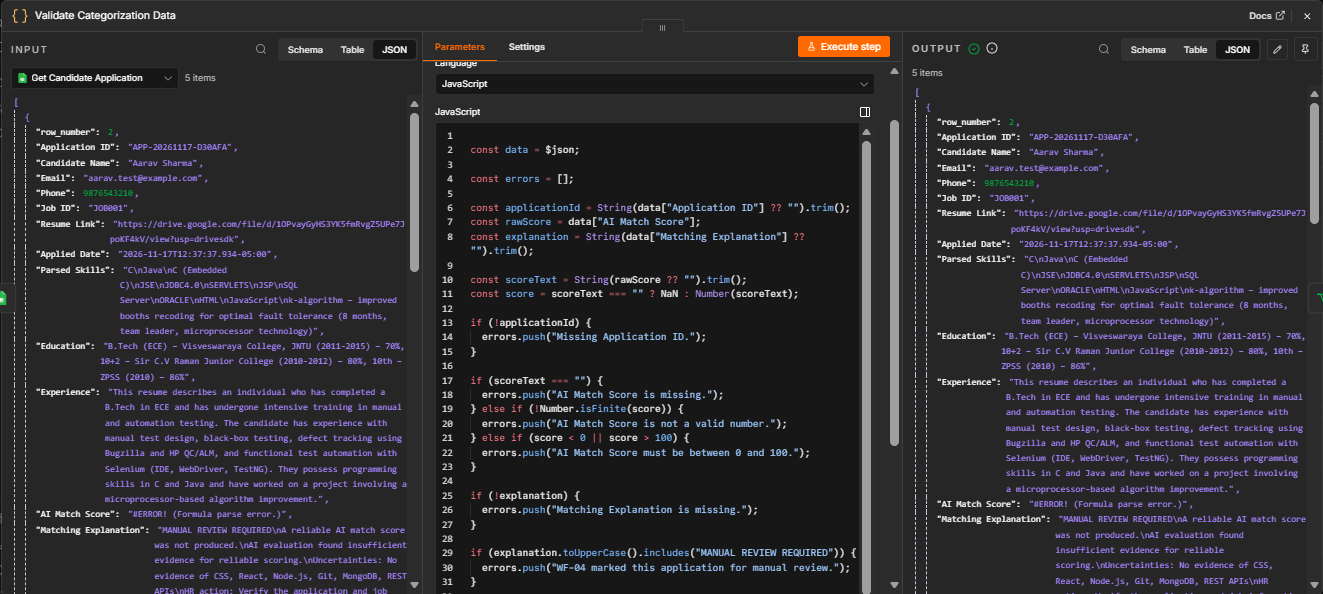 { } Validate Categorization Data
Docs
INPUT
Schema Table JSON
Get Candidate Application
5 items
[
{
"row_number": 2,
"Application ID": "APP-20261117-D30AFA",
"Candidate Name": "Aarav Sharma",
"Email": "aarav.test@example.com",
"Phone": 9876543210,
"Job ID": "JOB001",
"Resume Link": "https://drive.google.com/file/d/1OPvayGyHS3YK5fmRvgZ5UPe7J
poKF4kV/view?usp=drivesdk",
"Applied Date": "2026-11-17T12:37:37.934-05:00",
"Parsed Skills": "C\nJava\nC (Embedded
C)\nJSE\nJDBC4.0\nSERVLETS\nJSP\nSQL
Server\nORACLE\nHTML\nJavaScript\nk-algorithm – improved
booths recoding for optimal fault tolerance (8 months,
team leader, microprocessor technology)",
"Education": "B.Tech (ECE) – Visveswaraya College, JNTU (2011-2015) – 70%,
10+2 – Sir C.V Raman Junior College (2010-2012) – 80%, 10th –
ZPSS (2010) – 86%",
"Experience": "This resume describes an individual who has completed a
B.Tech in ECE and has undergone intensive training in manual
and automation testing. The candidate has experience with
manual test design, black-box testing, defect tracking using
Bugzilla and HP QC/ALM, and functional test automation with
Selenium (IDE, WebDriver, TestNG). They possess programming
skills in C and Java and have worked on a project involving a
microprocessor-based algorithm improvement.",
"AI Match Score": "#ERROR! (Formula parse error.)",
"Matching Explanation": "MANUAL REVIEW REQUIRED\nA reliable AI match score
was not produced.\nAI evaluation found insufficient
evidence for reliable scoring.\nUncertainties: No
evidence of CSS, React, Node.js, Git, MongoDB, REST
APIs\nHR action: Verify the application and job
Parameters Settings
Execute step
Language
JavaScript
JavaScript
1
2 const data = $json;
3
4 const errors = [];
5
6 const applicationId = String(data["Application ID"] ?? "").trim();
7 const rawScore = data["AI Match Score"];
8 const explanation = String(data["Matching Explanation"] ??
"").trim();
9
10 const scoreText = String(rawScore ?? "").trim();
11 const score = scoreText === "" ? NaN : Number(scoreText);
12
13 if (!applicationId) {
14 errors.push("Missing Application ID.");
15 }
16
17 if (scoreText === "") {
18 errors.push("AI Match Score is missing.");
19 } else if (!Number.isFinite(score)) {
20 errors.push("AI Match Score is not a valid number.");
21 } else if (score < 0 || score > 100) {
22 errors.push("AI Match Score must be between 0 and 100.");
23 }
24
25 if (!explanation) {
26 errors.push("Matching Explanation is missing.");
27 }
28
29 if (explanation.toUpperCase().includes("MANUAL REVIEW REQUIRED")) {
30 errors.push("WF-04 marked this application for manual review.");
31 }
OUTPUT
Schema Table JSON
5 items
[
{
"row_number": 2,
"Application ID": "APP-20261117-D30AFA",
"Candidate Name": "Aarav Sharma",
"Email": "aarav.test@example.com",
"Phone": 9876543210,
"Job ID": "JOB001",
"Resume Link": "https://drive.google.com/file/d/1OPvayGyHS3YK5fmRvgZ5UPe7J
poKF4kV/view?usp=drivesdk",
"Applied Date": "2026-11-17T12:37:37.934-05:00",
"Parsed Skills": "C\nJava\nC (Embedded
C)\nJSE\nJDBC4.0\nSERVLETS\nJSP\nSQL
Server\nORACLE\nHTML\nJavaScript\nk-algorithm – improved
booths recoding for optimal fault tolerance (8 months,
team leader, microprocessor technology)",
"Education": "B.Tech (ECE) – Visveswaraya College, JNTU (2011-2015) – 70%,
10+2 – Sir C.V Raman Junior College (2010-2012) – 80%, 10th –
ZPSS (2010) – 86%",
"Experience": "This resume describes an individual who has completed a
B.Tech in ECE and has undergone intensive training in manual
and automation testing. The candidate has experience with
manual test design, black-box testing, defect tracking using
Bugzilla and HP QC/ALM, and functional test automation with
Selenium (IDE, WebDriver, TestNG). They possess programming
skills in C and Java and have worked on a project involving
a microprocessor-based algorithm improvement.",
"AI Match Score": "#ERROR! (Formula parse error.)",
"Matching Explanation": "MANUAL REVIEW REQUIRED\nA reliable AI match score
was not produced.\nAI evaluation found
insufficient evidence for reliable
scoring.\nUncertainties: No evidence of CSS,
React, Node.js, Git, MongoDB, REST APIs\nHR